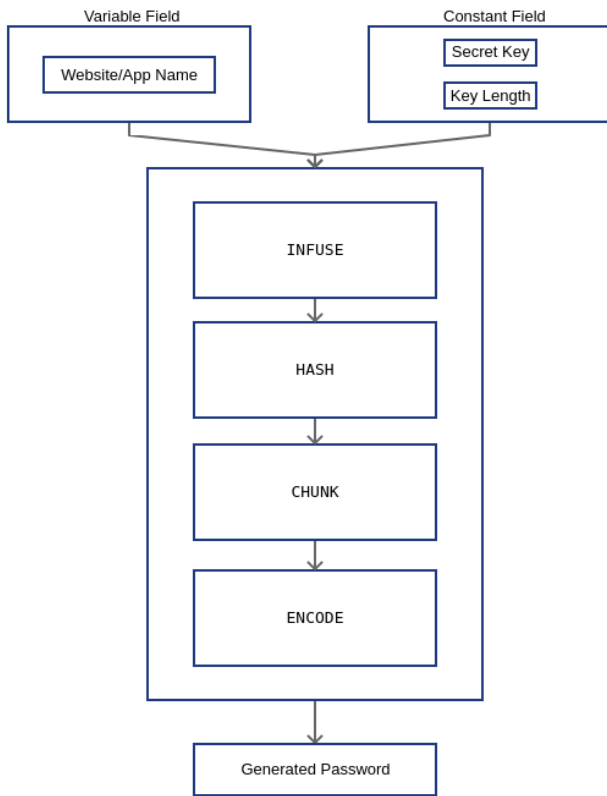 Variable Field
Constant Field
Website/App Name
Secret Key
Key Length
INFUSE
HASH
CHUNK
ENCODE
Generated Password